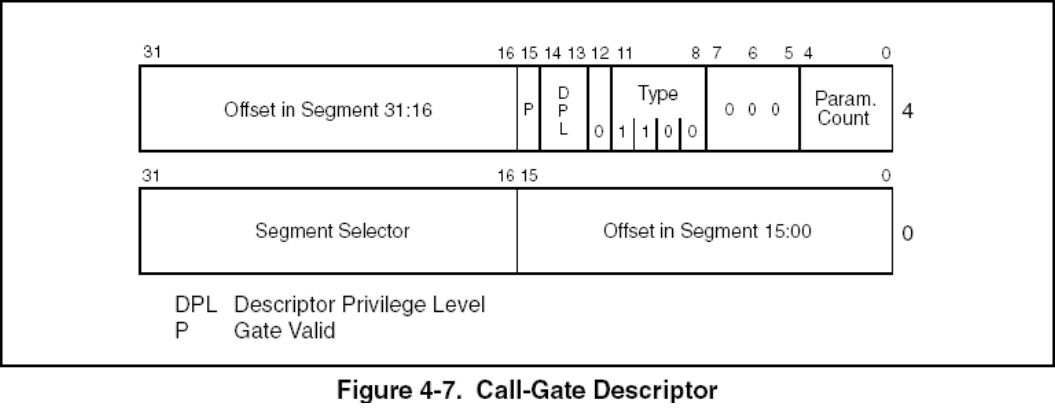 31 16 15 14 13 12 11 8 7 6 5 4 0
Offset in Segment 31:16 P D P L 0 Type 1 1 0 0 0 0 0 Param. Count 4
31 16 15 0
Segment Selector Offset in Segment 15:00 0
DPL Descriptor Privilege Level
P Gate Valid
Figure 4-7. Call-Gate Descriptor